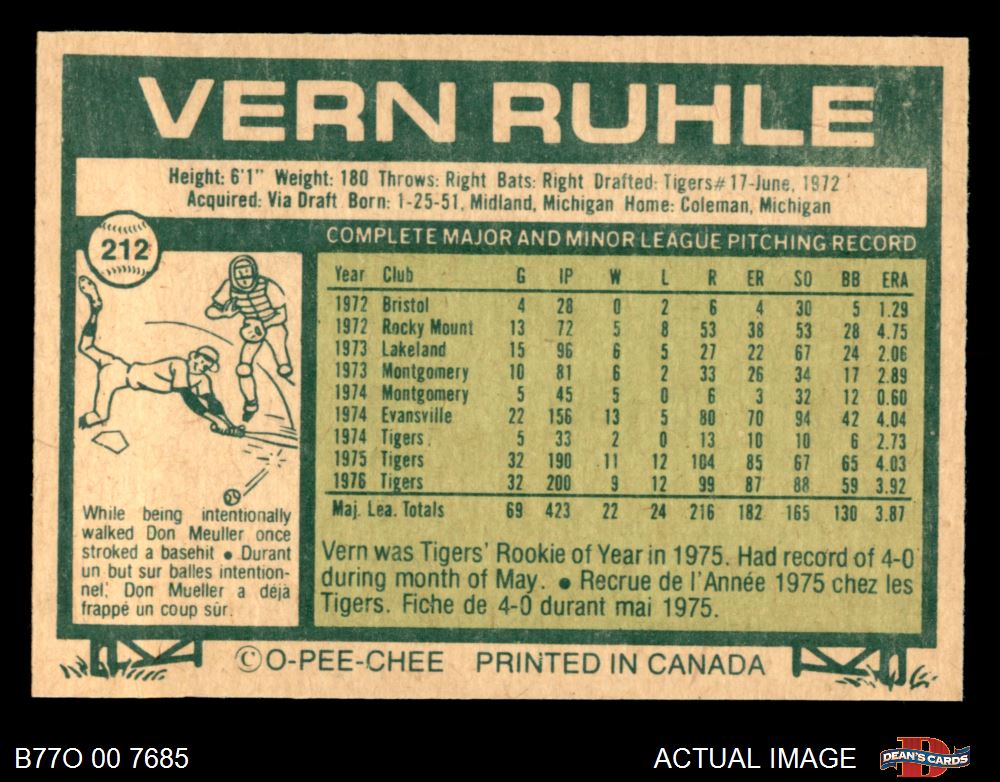 VERN RUHLE
Height: 6'1" Weight: 180 Throws: Right Bats: Right Drafted: Tigers#17-June, 1972
Acquired: Via Draft Born: 1-25-51, Midland, Michigan Home: Coleman, Michigan
212
COMPLETE MAJOR AND MINOR LEAGUE PITCHING RECORD
Year Club G IP W L R ER SO BB ERA
1972 Bristol 4 28 0 2 6 4 30 5 1.29
1972 Rocky Mount 13 72 5 8 53 38 53 28 4.75
1973 Lakeland 15 96 6 5 27 22 67 24 2.06
1973 Montgomery 10 81 6 2 33 26 34 17 2.89
1974 Montgomery 5 45 5 0 6 3 32 12 0.60
1974 Evansville 22 156 13 5 80 70 94 42 4.04
1974 Tigers 5 33 2 0 13 10 10 6 2.73
1975 Tigers 32 190 11 12 104 85 67 65 4.03
1976 Tigers 32 200 9 12 99 87 88 59 3.92
Maj. Lea. Totals 69 423 22 24 216 182 165 130 3.87
While being intentionally
walked Don Meuller once
stroked a basehit • Durant
un but sur balles intention-
nel, Don Mueller a déjà
frappé un coup sûr.
Vern was Tigers' Rookie of Year in 1975. Had record of 4-0
during month of May. • Recrue de l'Année 1975 chez les
Tigers. Fiche de 4-0 durant mai 1975.
©O-PEE-CHEE PRINTED IN CANADA
B77O 00 7685
ACTUAL IMAGE
DEAN'S CARDS